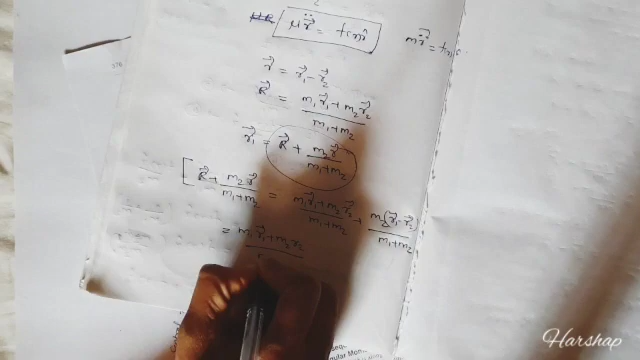 μr̈⃗ = f(r)r̂
mr̈⃗ =
r⃗ = r⃗₁ - r⃗₂
R⃗ = (m₁r⃗₁ + m₂r⃗₂)/(m₁+m₂)
r⃗₁ = R⃗ + m₂r⃗/(m₁+m₂)
[ R⃗ + m₂r⃗/(m₁+m₂) = (m₁r⃗₁+m₂r⃗₂)/(m₁+m₂) + m₂(r⃗₁-r⃗₂)/(m₁+m₂)
= m₁r⃗₁ + m₂r⃗₂
Harshap